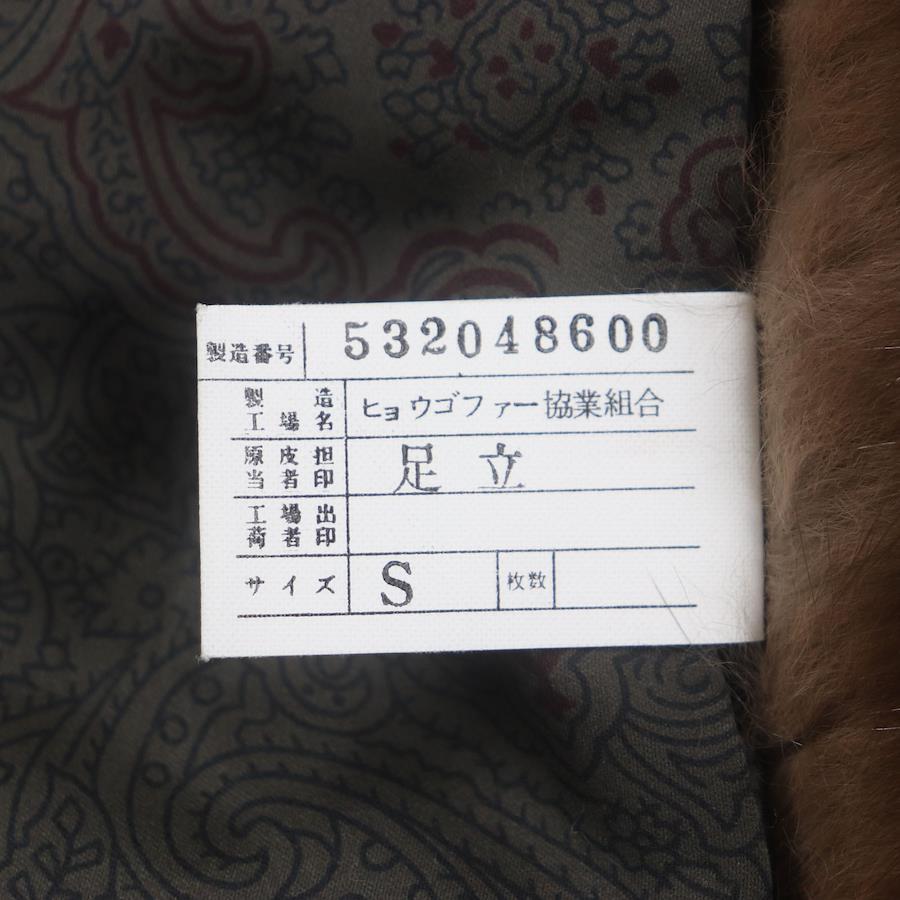 製造番号 532048600
製造工場名 ヒョウゴファー協業組合
原皮担当者印 足立
工場出荷者印
サイズ S 枚数